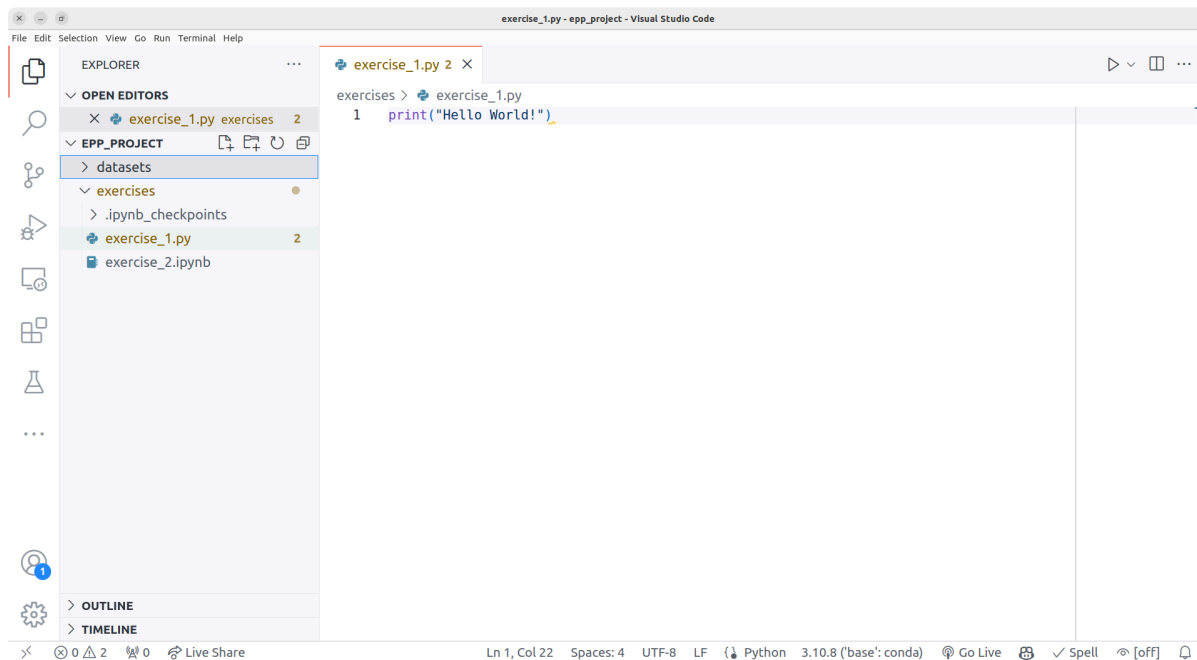 exercise_1.py - epp_project - Visual Studio Code
File Edit Selection View Go Run Terminal Help
EXPLORER
OPEN EDITORS
exercise_1.py exercises 2
EPP_PROJECT
datasets
exercises
.ipynb_checkpoints
exercise_1.py 2
exercise_2.ipynb
OUTLINE
TIMELINE
exercise_1.py 2
exercises > exercise_1.py
1 print("Hello World!")
1
0 2 0 Live Share Ln 1, Col 22 Spaces: 4 UTF-8 LF Python 3.10.8 ('base': conda) Go Live Spell [off]